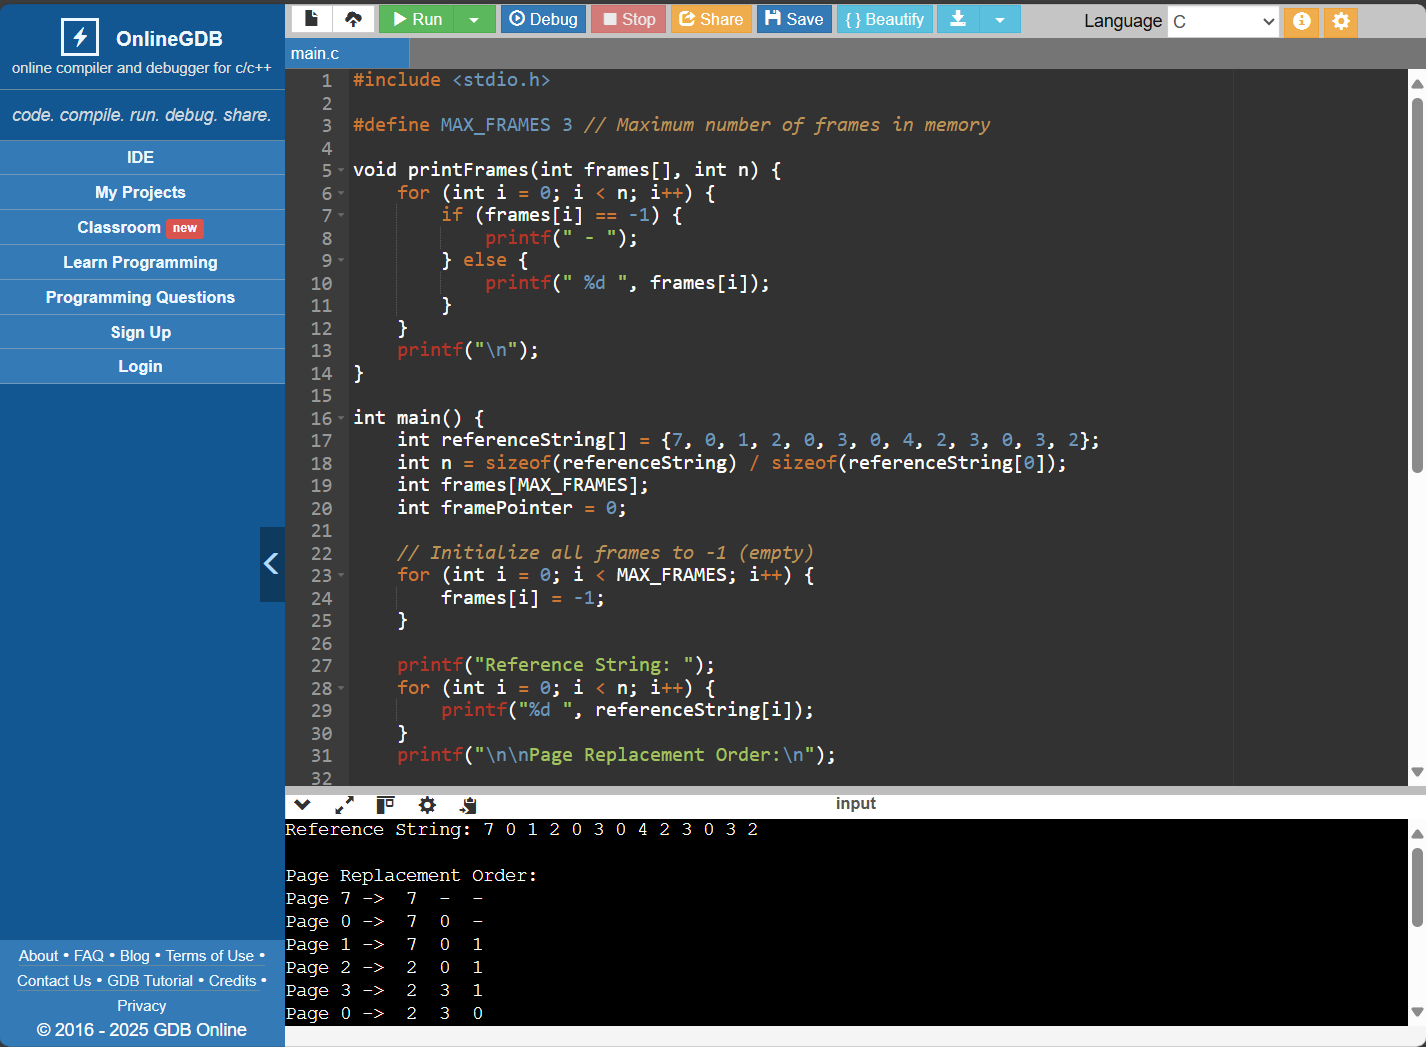 OnlineGDB
online compiler and debugger for c/c++
code. compile. run. debug. share.
IDE
My Projects
Classroom new
Learn Programming
Programming Questions
Sign Up
Login
About • FAQ • Blog • Terms of Use •
Contact Us • GDB Tutorial • Credits •
Privacy
© 2016 - 2025 GDB Online
Run Debug Stop Share Save { } Beautify Language C
main.c
1 #include <stdio.h>
2
3 #define MAX_FRAMES 3 // Maximum number of frames in memory
4
5 void printFrames(int frames[], int n) {
6     for (int i = 0; i < n; i++) {
7         if (frames[i] == -1) {
8             printf(" - ");
9         } else {
10             printf(" %d ", frames[i]);
11         }
12     }
13     printf("\n");
14 }
15
16 int main() {
17     int referenceString[] = {7, 0, 1, 2, 0, 3, 0, 4, 2, 3, 0, 3, 2};
18     int n = sizeof(referenceString) / sizeof(referenceString[0]);
19     int frames[MAX_FRAMES];
20     int framePointer = 0;
21
22     // Initialize all frames to -1 (empty)
23     for (int i = 0; i < MAX_FRAMES; i++) {
24         frames[i] = -1;
25     }
26
27     printf("Reference String: ");
28     for (int i = 0; i < n; i++) {
29         printf("%d ", referenceString[i]);
30     }
31     printf("\n\nPage Replacement Order:\n");
32
input
Reference String: 7 0 1 2 0 3 0 4 2 3 0 3 2
Page Replacement Order:
Page 7 ->  7  -  -
Page 0 ->  7  0  -
Page 1 ->  7  0  1
Page 2 ->  2  0  1
Page 3 ->  2  3  1
Page 0 ->  2  3  0